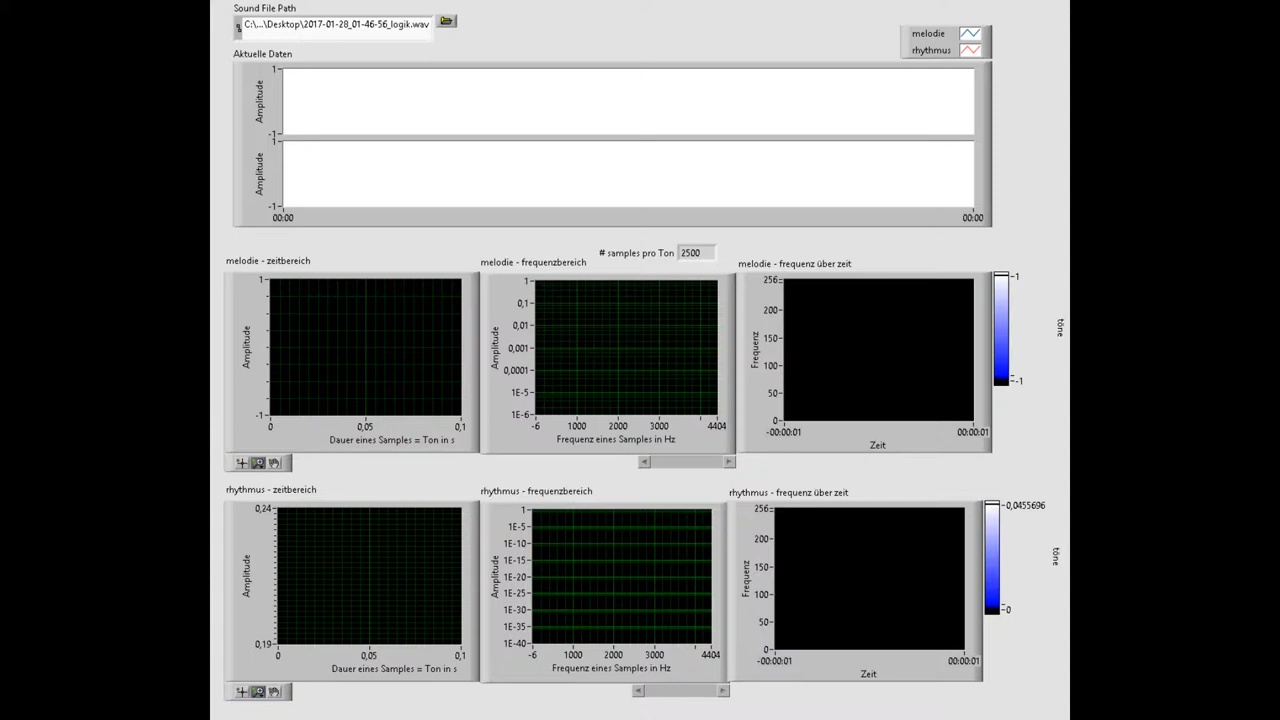 Sound File Path
C:\...\Desktop\2017-01-28_01-46-56_logik.wav
melodie
rhythmus
Aktuelle Daten
Amplitude
1
-1
Amplitude
1
-1
00:00 00:00
# samples pro Ton 2500
melodie - zeitbereich
Amplitude
1
-1
0 0,05 0,1
Dauer eines Samples = Ton in s
melodie - frequenzbereich
Amplitude
1
0,1
0,01
0,001
0,0001
1E-5
1E-6
-6 1000 2000 3000 4404
Frequenz eines Samples in Hz
melodie - frequenz über zeit
Frequenz
256
200
150
100
50
0
-00:00:01 00:00:01
Zeit
1
-1
töne
rhythmus - zeitbereich
Amplitude
0,24
0,19
0 0,05 0,1
Dauer eines Samples = Ton in s
rhythmus - frequenzbereich
Amplitude
1
1E-5
1E-10
1E-15
1E-20
1E-25
1E-30
1E-35
1E-40
-6 1000 2000 3000 4404
Frequenz eines Samples in Hz
rhythmus - frequenz über zeit
Frequenz
256
200
150
100
50
0
-00:00:01 00:00:01
Zeit
0,0455696
0
töne